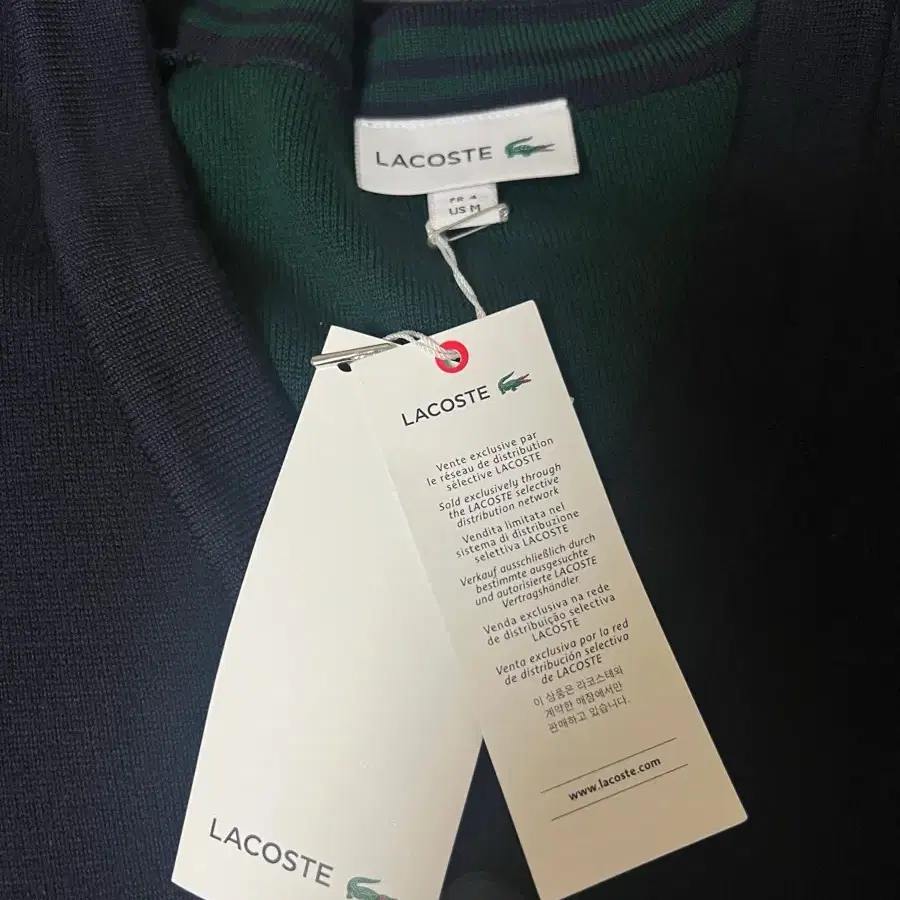 LACOSTE
FR 4
US M
LACOSTE
Vente exclusive par
le réseau de distribution
sélective LACOSTE
Sold exclusively through
the LACOSTE selective
distribution network
Vendita limitata nel
sistema di distribuzione
selettiva LACOSTE
Verkauf ausschließlich durch
bestimmte ausgesuchte
und autorisierte LACOSTE
Vertragshändler
Venda exclusiva na rede
de distribuição selectiva
LACOSTE
Venta exclusiva por la red
de distribución selectiva
de LACOSTE
이 상품은 라코스테와
계약한 매장에서만
판매하고 있습니다.
www.lacoste.com
LACOSTE